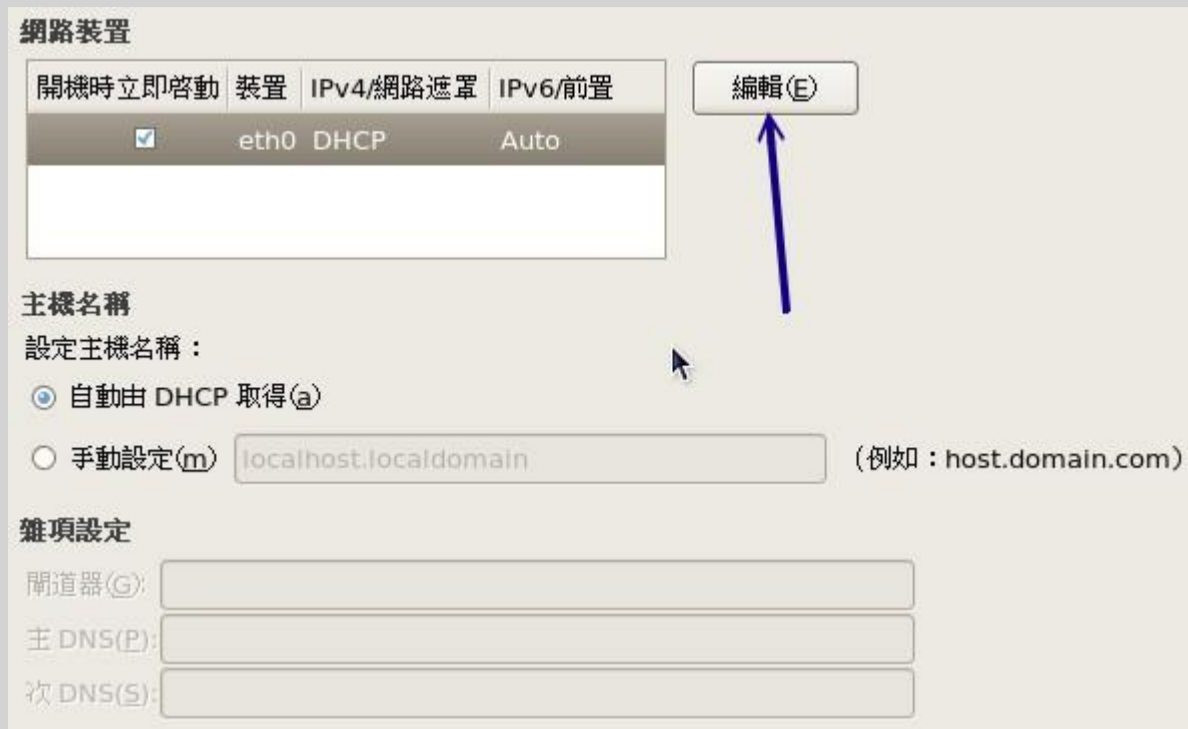 網路裝置
開機時立即啓動 裝置 IPv4/網路遮罩 IPv6/前置 編輯(E)
eth0 DHCP Auto
主機名稱
設定主機名稱：
自動由 DHCP 取得(a)
手動設定(m) localhost.localdomain (例如：host.domain.com)
雜項設定
閘道器(G):
主 DNS(P):
次 DNS(S):